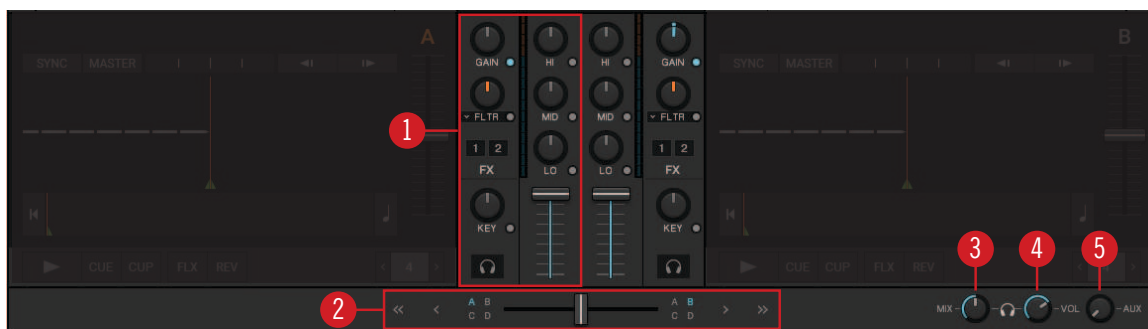 A
B
SYNC MASTER
SYNC MASTER
GAIN HI HI GAIN
FLTR MID MID FLTR
1 2
1 2
FX LO LO FX
KEY KEY
CUE CUP FLX REV 4
CUE CUP FLX REV
A B
C D
A B
C D
MIX VOL AUX
1
2
3
4
5